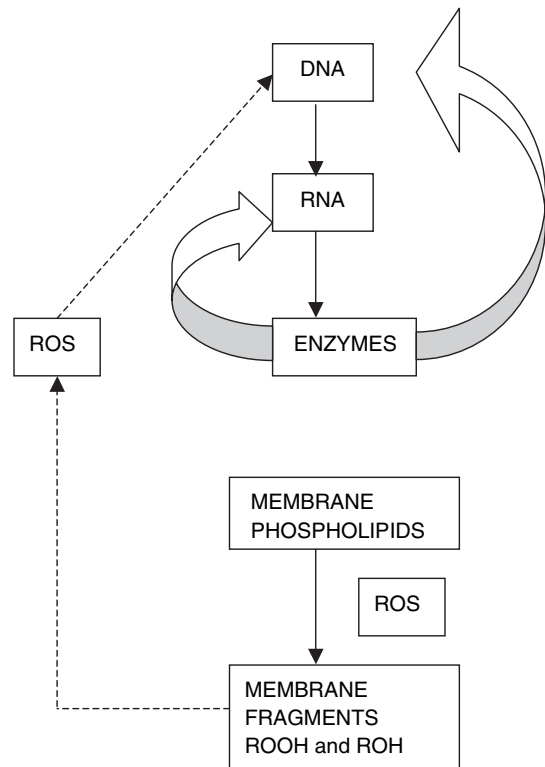 DNA
RNA
ROS
ENZYMES
MEMBRANE
PHOSPHOLIPIDS
ROS
MEMBRANE
FRAGMENTS
ROOH and ROH